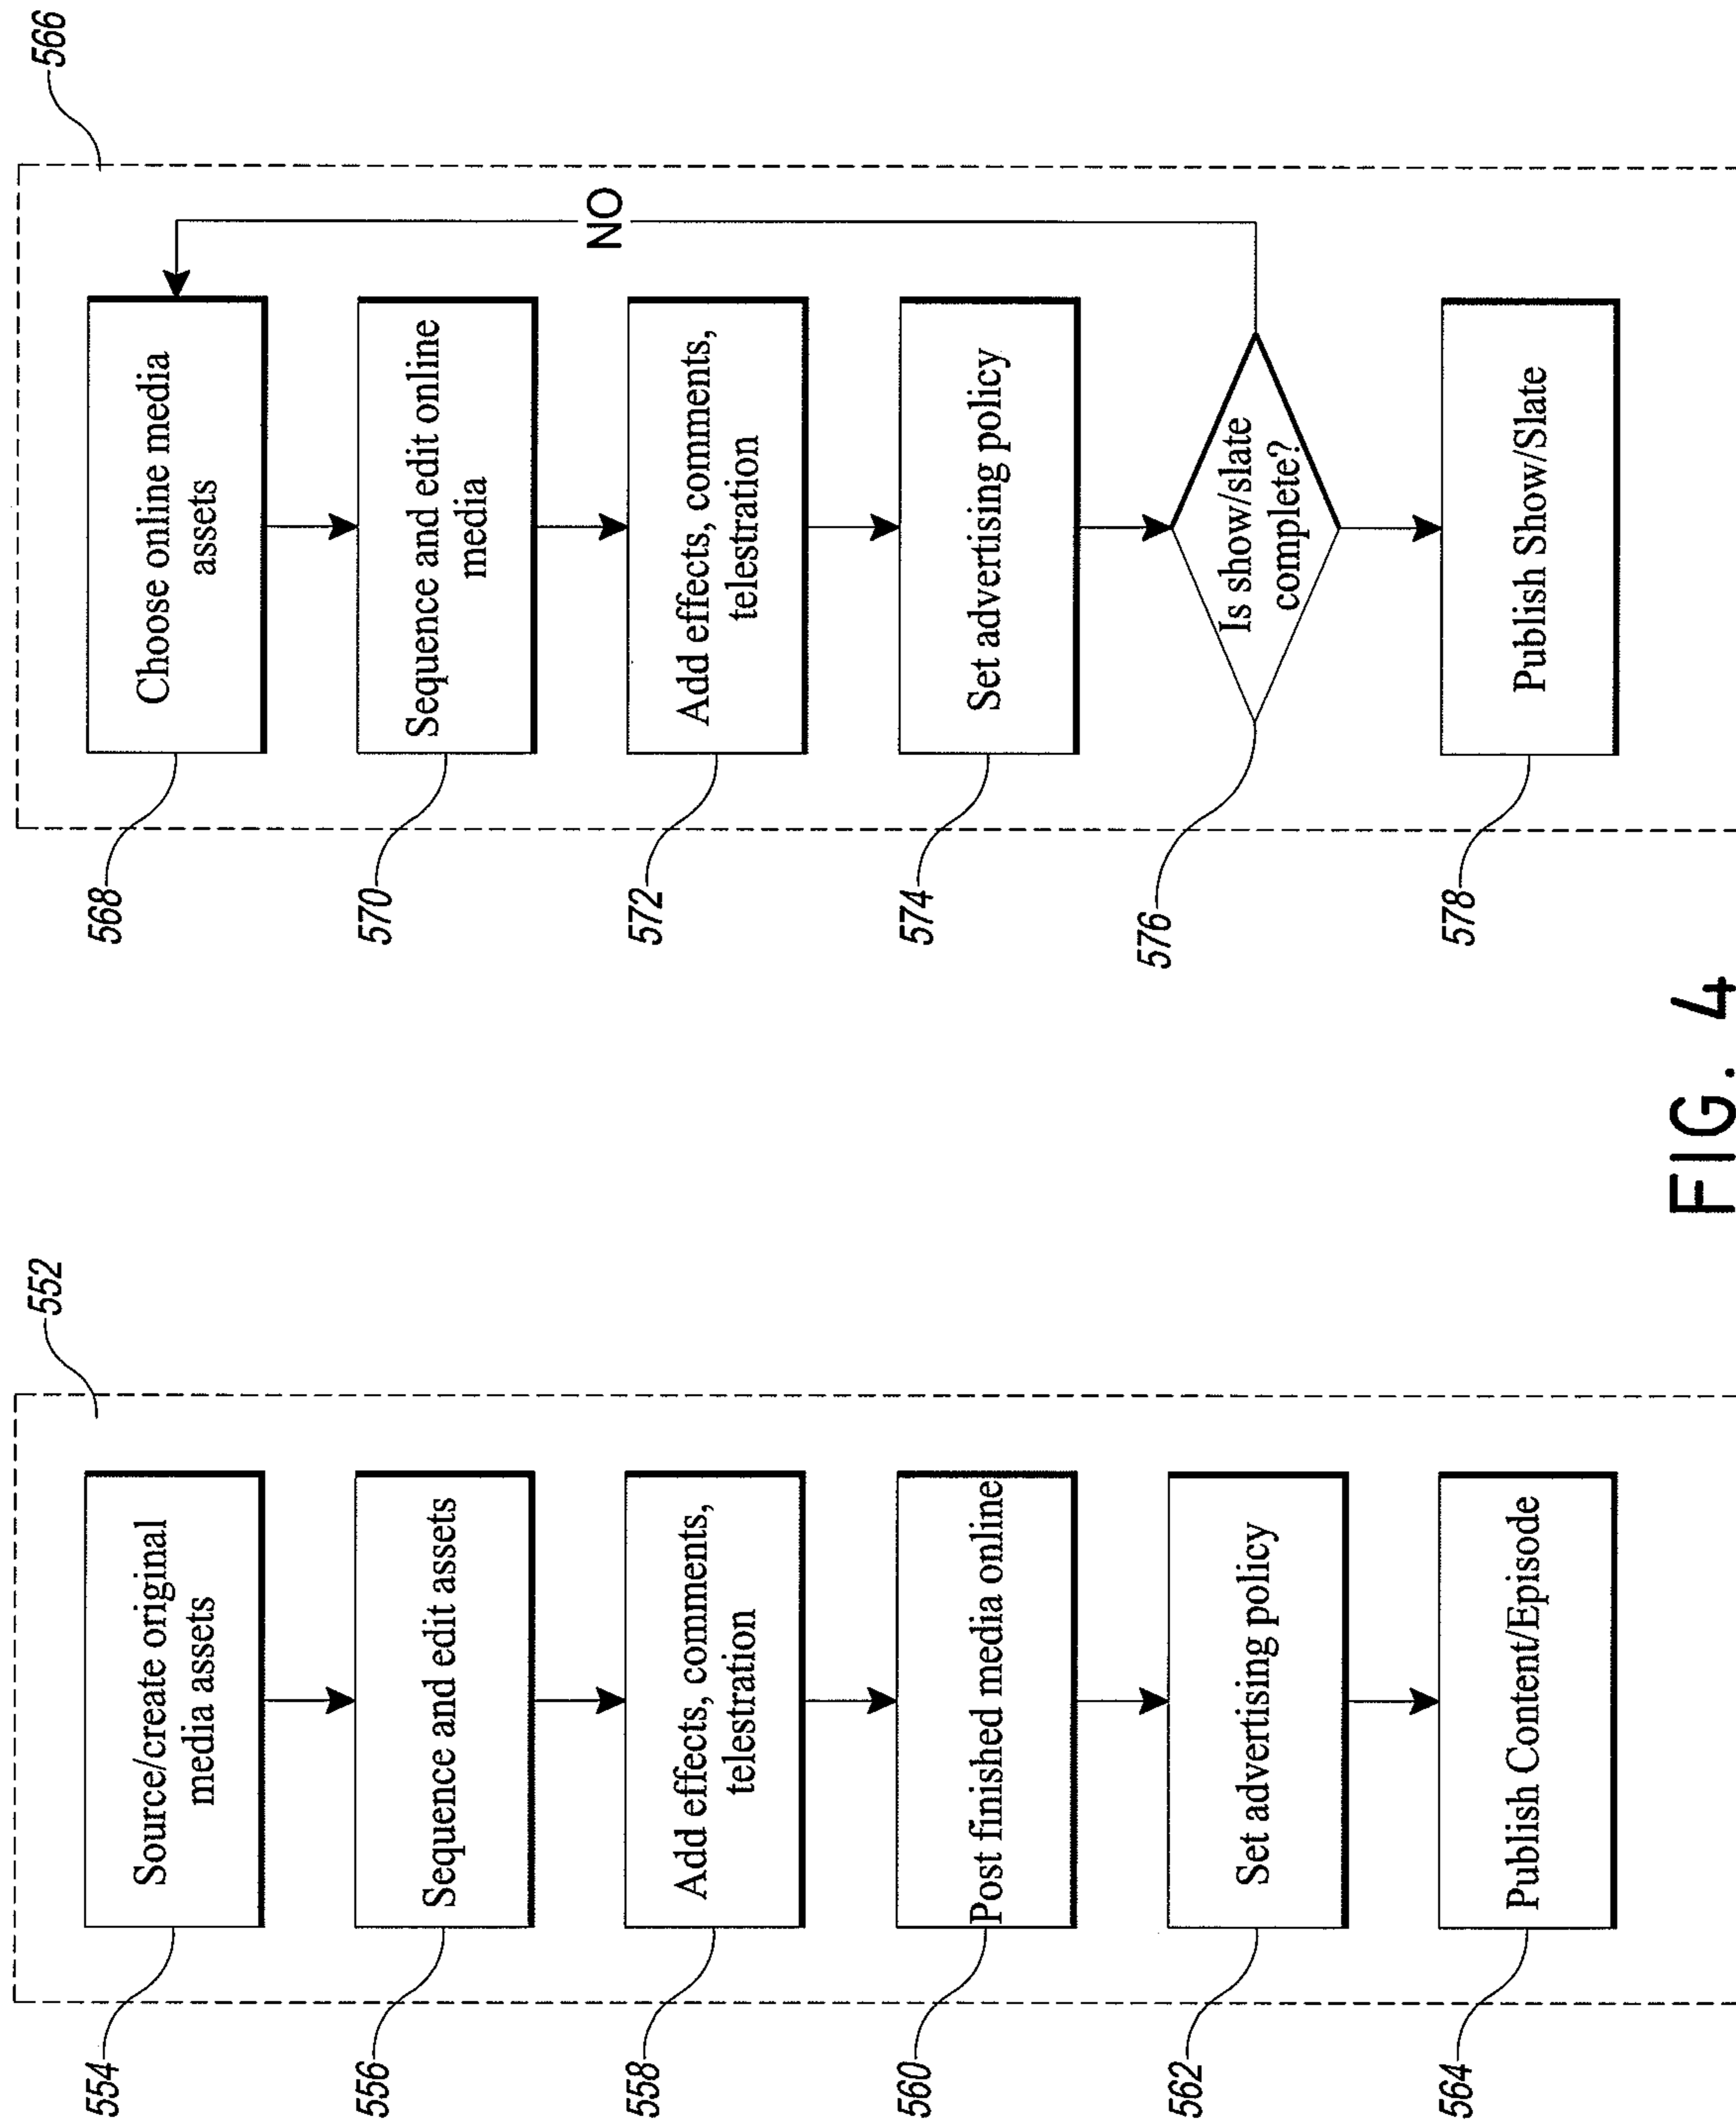 552
554
Source/create original
media assets
556
Sequence and edit assets
558
Add effects, comments,
telestration
560
Post finished media online
562
Set advertising policy
564
Publish Content/Episode
566
568
Choose online media
assets
570
Sequence and edit online
media
572
Add effects, comments,
telestration
574
Set advertising policy
576
Is show/slate
complete?
NO
578
Publish Show/Slate
FIG. 4